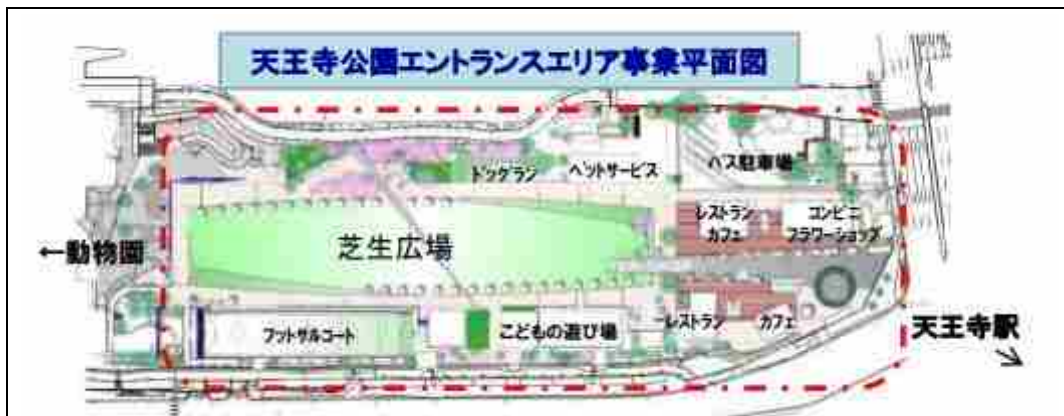 天王寺公園エントランスエリア事業平面図
ドッグラン
ペットサービス
バス駐車場
レストラン
カフェ
コンビニ
フラワーショップ
←動物園
芝生広場
フットサルコート
こどもの遊び場
レストラン
カフェ
天王寺駅